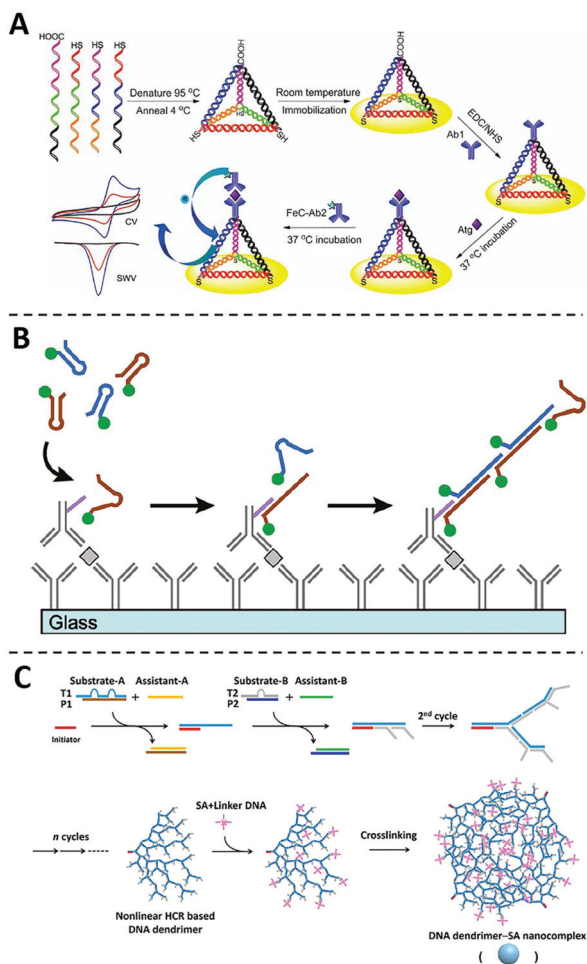 A
HOOC HS HS HS
Denature 95 °C
Anneal 4 °C
COOH
HS
HS
SH
Room temperature
Immobilization
COOH
S
S
S
EDC/NHS
Ab1
S
S
S
Atg
37 °C incubation
S
S
S
FeC-Ab2
37 °C incubation
e
S
S
S
CV
SWV
B
Glass
C
Substrate-A Assistant-A
T1
P1
+
Substrate-B Assistant-B
T2
P2
+
Initiator
2nd cycle
n cycles
SA+Linker DNA
Crosslinking
Nonlinear HCR based
DNA dendrimer
DNA dendrimer–SA nanocomplex
( )